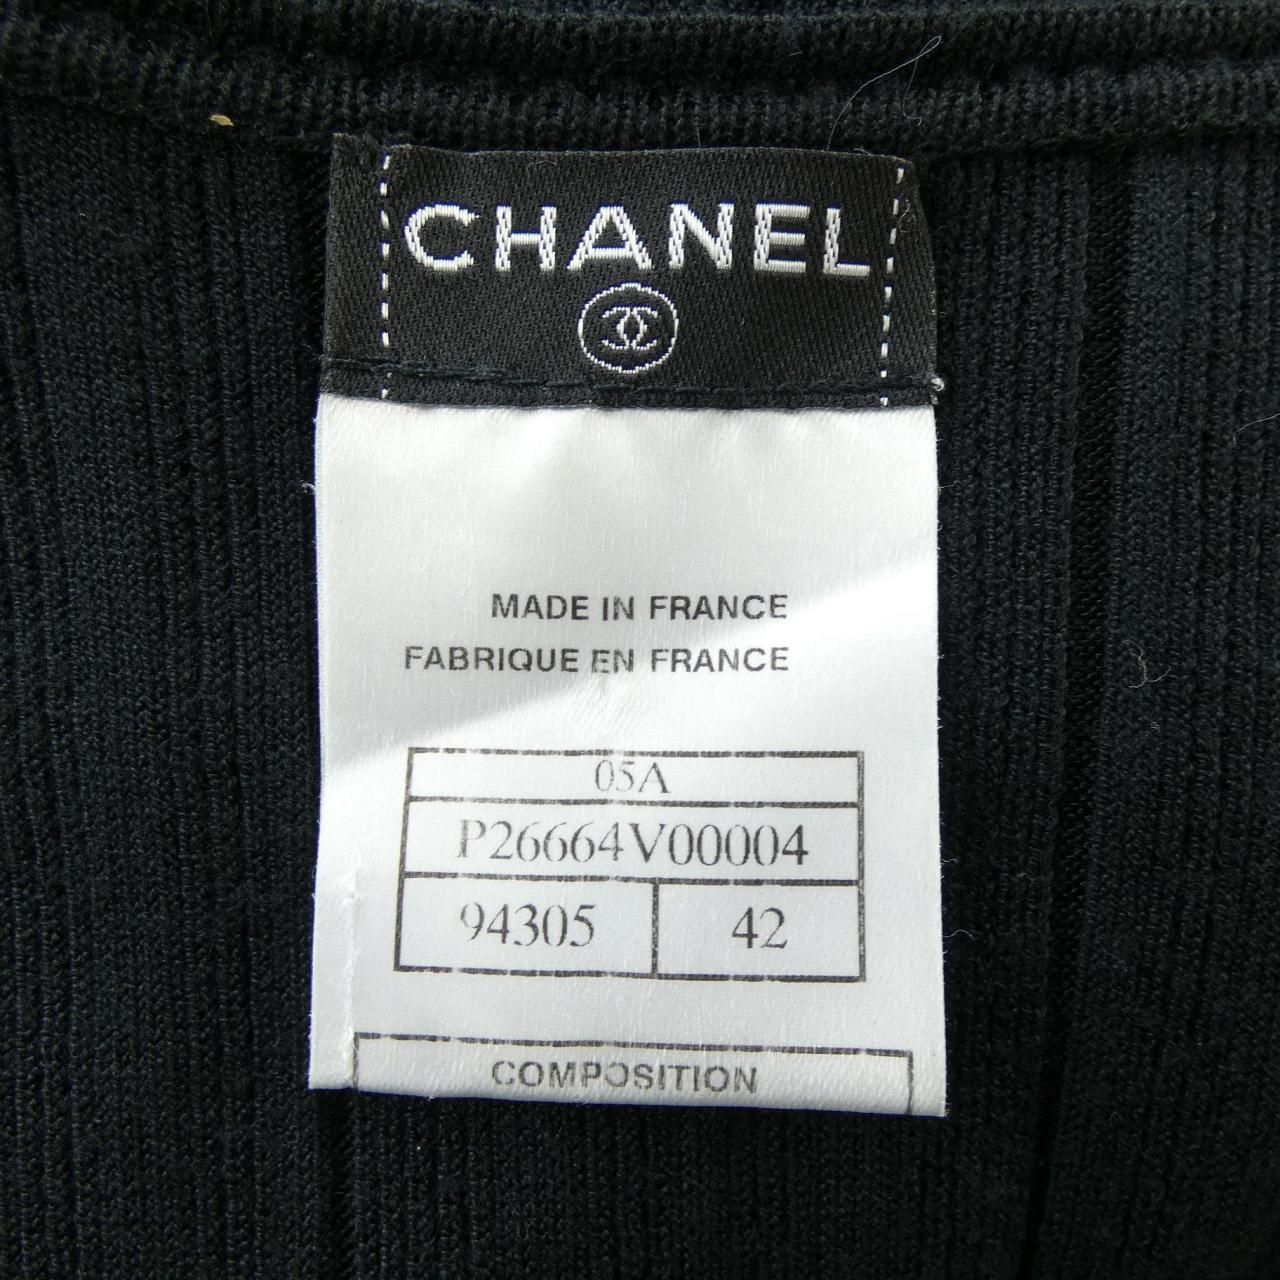 CHANEL
MADE IN FRANCE
FABRIQUE EN FRANCE
05A
P26664V00004
94305 42
COMPOSITION